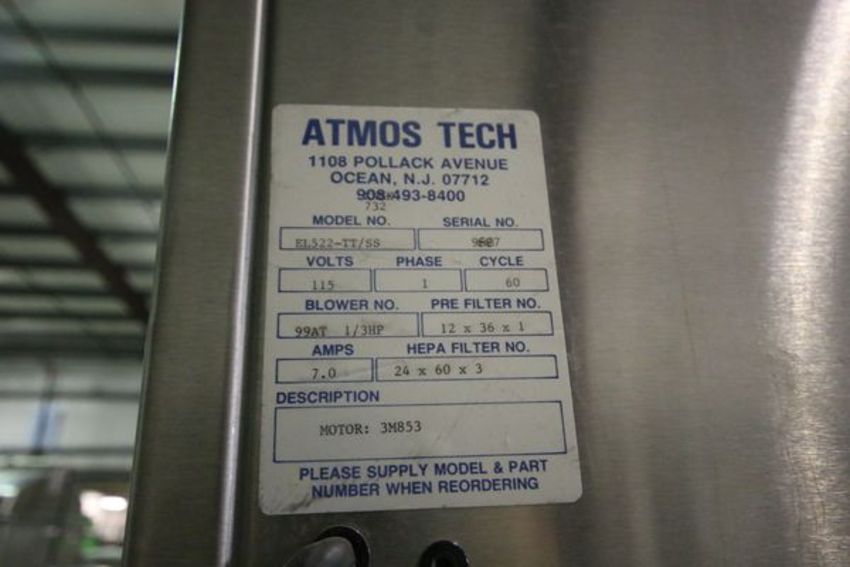 ATMOS TECH
1108 POLLACK AVENUE
OCEAN, N.J. 07712
908-493-8400
732
MODEL NO. SERIAL NO.
EL522-TT/SS
VOLTS PHASE CYCLE
115 1 60
BLOWER NO. PRE FILTER NO.
99AT 1/3HP 12 x 36 x 1
AMPS HEPA FILTER NO.
7.0 24 x 60 x 3
DESCRIPTION
MOTOR: 3M853
PLEASE SUPPLY MODEL & PART
NUMBER WHEN REORDERING